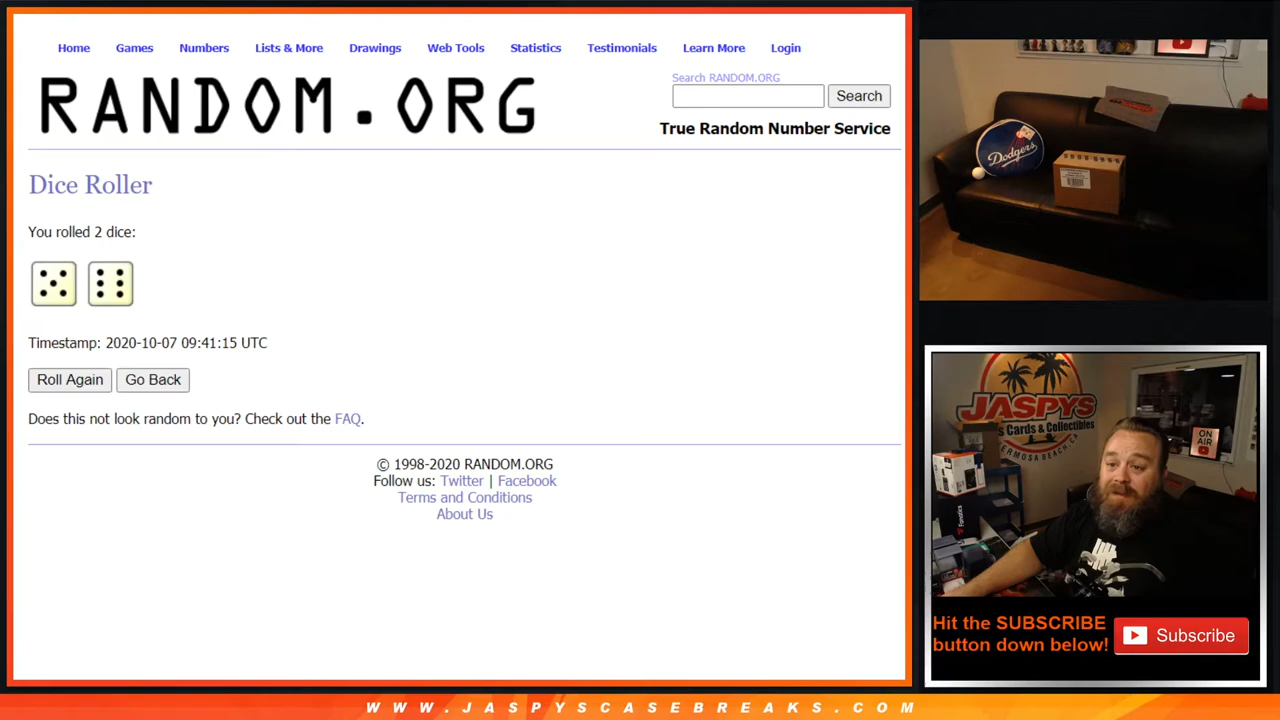 Home Games Numbers Lists & More Drawings Web Tools Statistics Testimonials Learn More Login
RANDOM.ORG
Search RANDOM.ORG
Search
True Random Number Service
Dice Roller
You rolled 2 dice:
Timestamp: 2020-10-07 09:41:15 UTC
Roll Again Go Back
Does this not look random to you? Check out the FAQ.
© 1998-2020 RANDOM.ORG
Follow us: Twitter | Facebook
Terms and Conditions
About Us
Dodgers
JASPYS
s Cards & Collectibles
ERMOSA BEACH, CA
ON
AIR
Fanatics
Hit the SUBSCRIBE
button down below!
Subscribe
WWW.JASPYSCASEBREAKS.COM